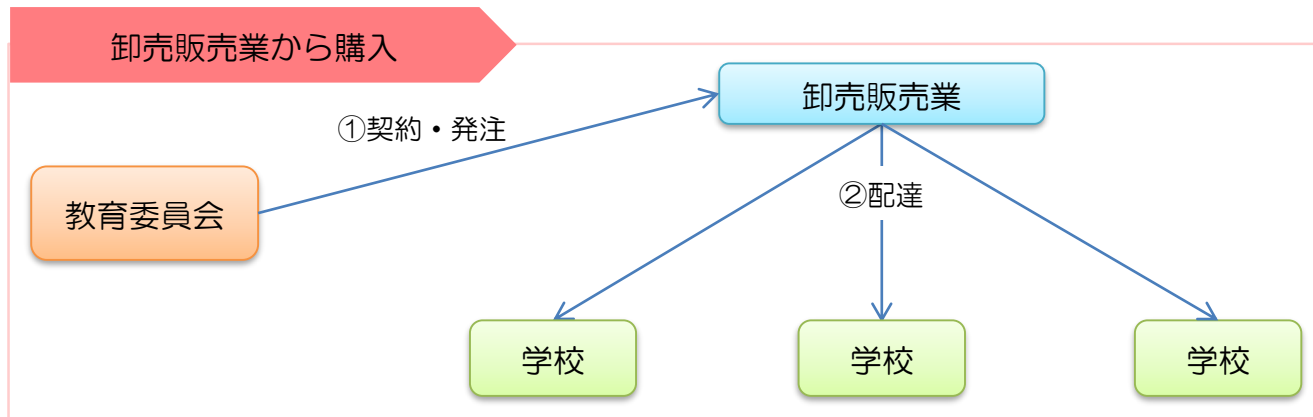 卸売販売業から購入
卸売販売業
①契約・発注
教育委員会
②配達
学校
学校
学校